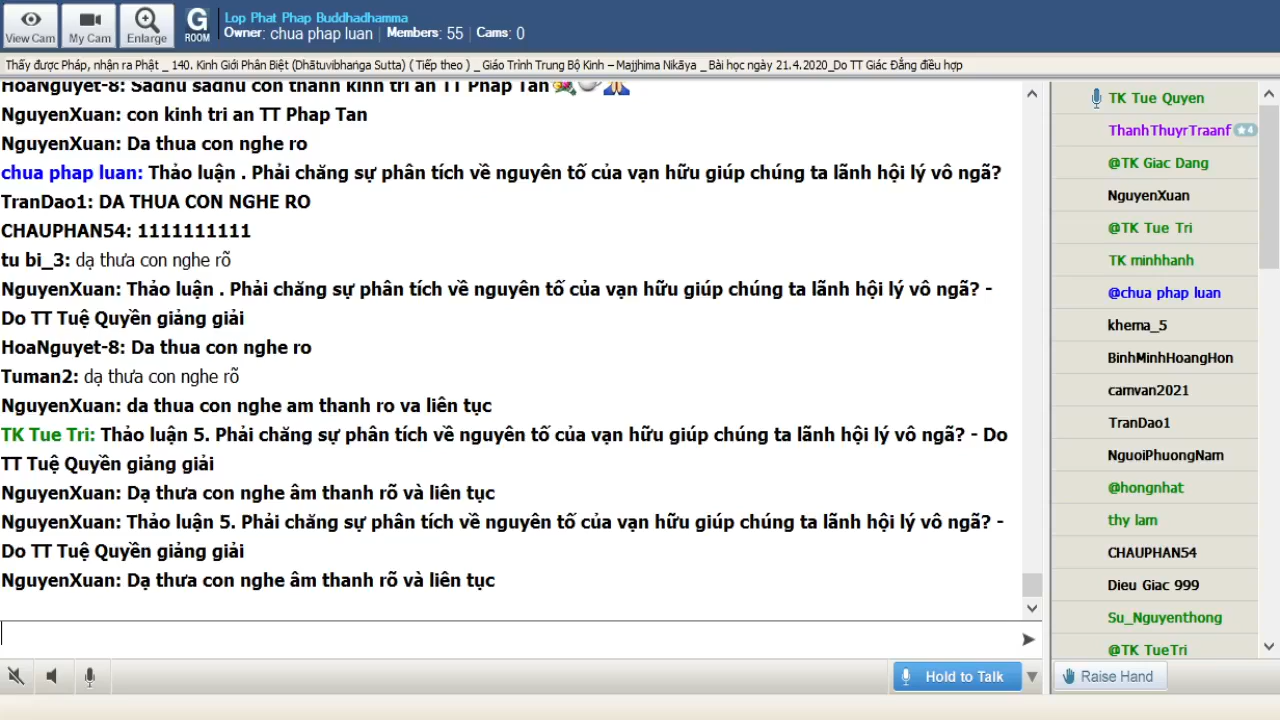 View Cam
My Cam
Enlarge
G
ROOM
Lop Phat Phap Buddhadhamma
Owner: chua phap luan | Members: 55 | Cams: 0
Thấy được Pháp, nhận ra Phật _ 140. Kinh Giới Phân Biệt (Dhātuvibhaṅga Sutta) ( Tiếp theo ) _ Giáo Trình Trung Bộ Kinh – Majjhima Nikāya _ Bài học ngày 21.4.2020_Do TT Giác Đẳng điều hợp
HoaNguyet-8: Sadhu sadhu con thanh kinh tri an TT Phap Tan
NguyenXuan: con kinh tri an TT Phap Tan
NguyenXuan: Da thua con nghe ro
chua phap luan: Thảo luận . Phải chăng sự phân tích về nguyên tố của vạn hữu giúp chúng ta lãnh hội lý vô ngã?
TranDao1: DA THUA CON NGHE RO
CHAUPHAN54: 1111111111
tu bi_3: dạ thưa con nghe rõ
NguyenXuan: Thảo luận . Phải chăng sự phân tích về nguyên tố của vạn hữu giúp chúng ta lãnh hội lý vô ngã? -
Do TT Tuệ Quyền giảng giải
HoaNguyet-8: Da thua con nghe ro
Tuman2: dạ thưa con nghe rõ
NguyenXuan: da thua con nghe am thanh ro va liên tục
TK Tue Tri: Thảo luận 5. Phải chăng sự phân tích về nguyên tố của vạn hữu giúp chúng ta lãnh hội lý vô ngã? - Do
TT Tuệ Quyền giảng giải
NguyenXuan: Dạ thưa con nghe âm thanh rõ và liên tục
NguyenXuan: Thảo luận 5. Phải chăng sự phân tích về nguyên tố của vạn hữu giúp chúng ta lãnh hội lý vô ngã? -
Do TT Tuệ Quyền giảng giải
NguyenXuan: Dạ thưa con nghe âm thanh rõ và liên tục
TK Tue Quyen
ThanhThuyrTraanf 4
@TK Giac Dang
NguyenXuan
@TK Tue Tri
TK minhhanh
@chua phap luan
khema_5
BinhMinhHoangHon
camvan2021
TranDao1
NguoiPhuongNam
@hongnhat
thy lam
CHAUPHAN54
Dieu Giac 999
Su_Nguyenthong
@TK TueTri
Hold to Talk
Raise Hand